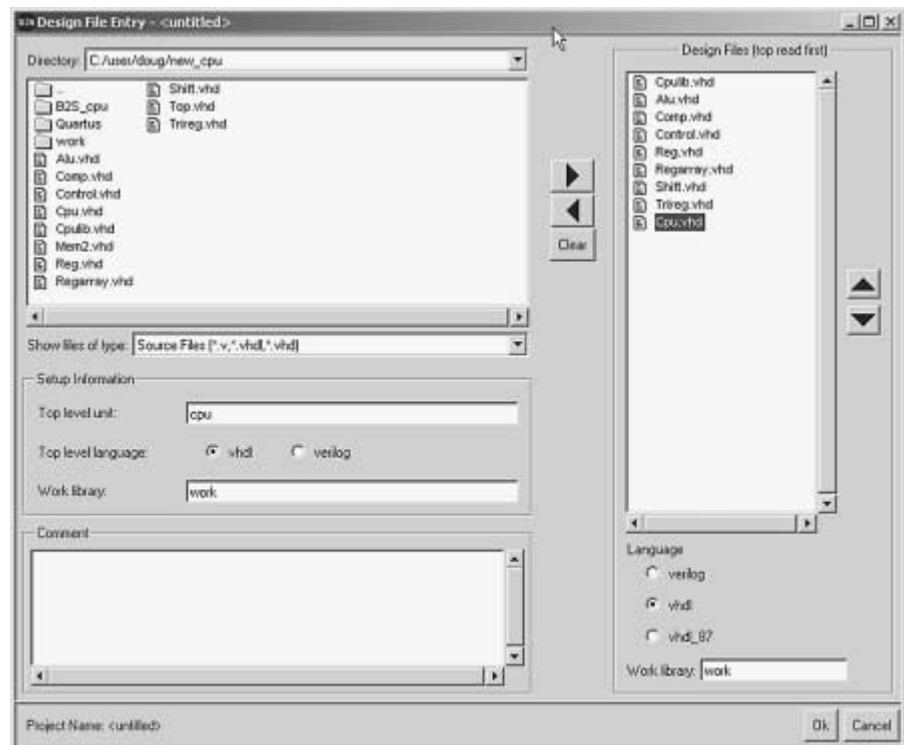 B2S Design File Entry - <untitled>
Directory: C:/user/doug/new_cpu
..
B2S_cpu
Quartus
work
Alu.vhd
Comp.vhd
Control.vhd
Cpu.vhd
Cpulib.vhd
Mem2.vhd
Reg.vhd
Regarray.vhd
Shift.vhd
Top.vhd
Trireg.vhd
Show files of type: Source Files (*.v,*.vhdl,*.vhd)
Setup Information
Top level unit: cpu
Top level language: vhdl verilog
Work library: work
Comment
Clear
Design Files (top read first)
Cpulib.vhd
Alu.vhd
Comp.vhd
Control.vhd
Reg.vhd
Regarray.vhd
Shift.vhd
Trireg.vhd
Cpu.vhd
Language
verilog
vhdl
vhdl_87
Work library: work
Project Name: <untitled>
Ok
Cancel